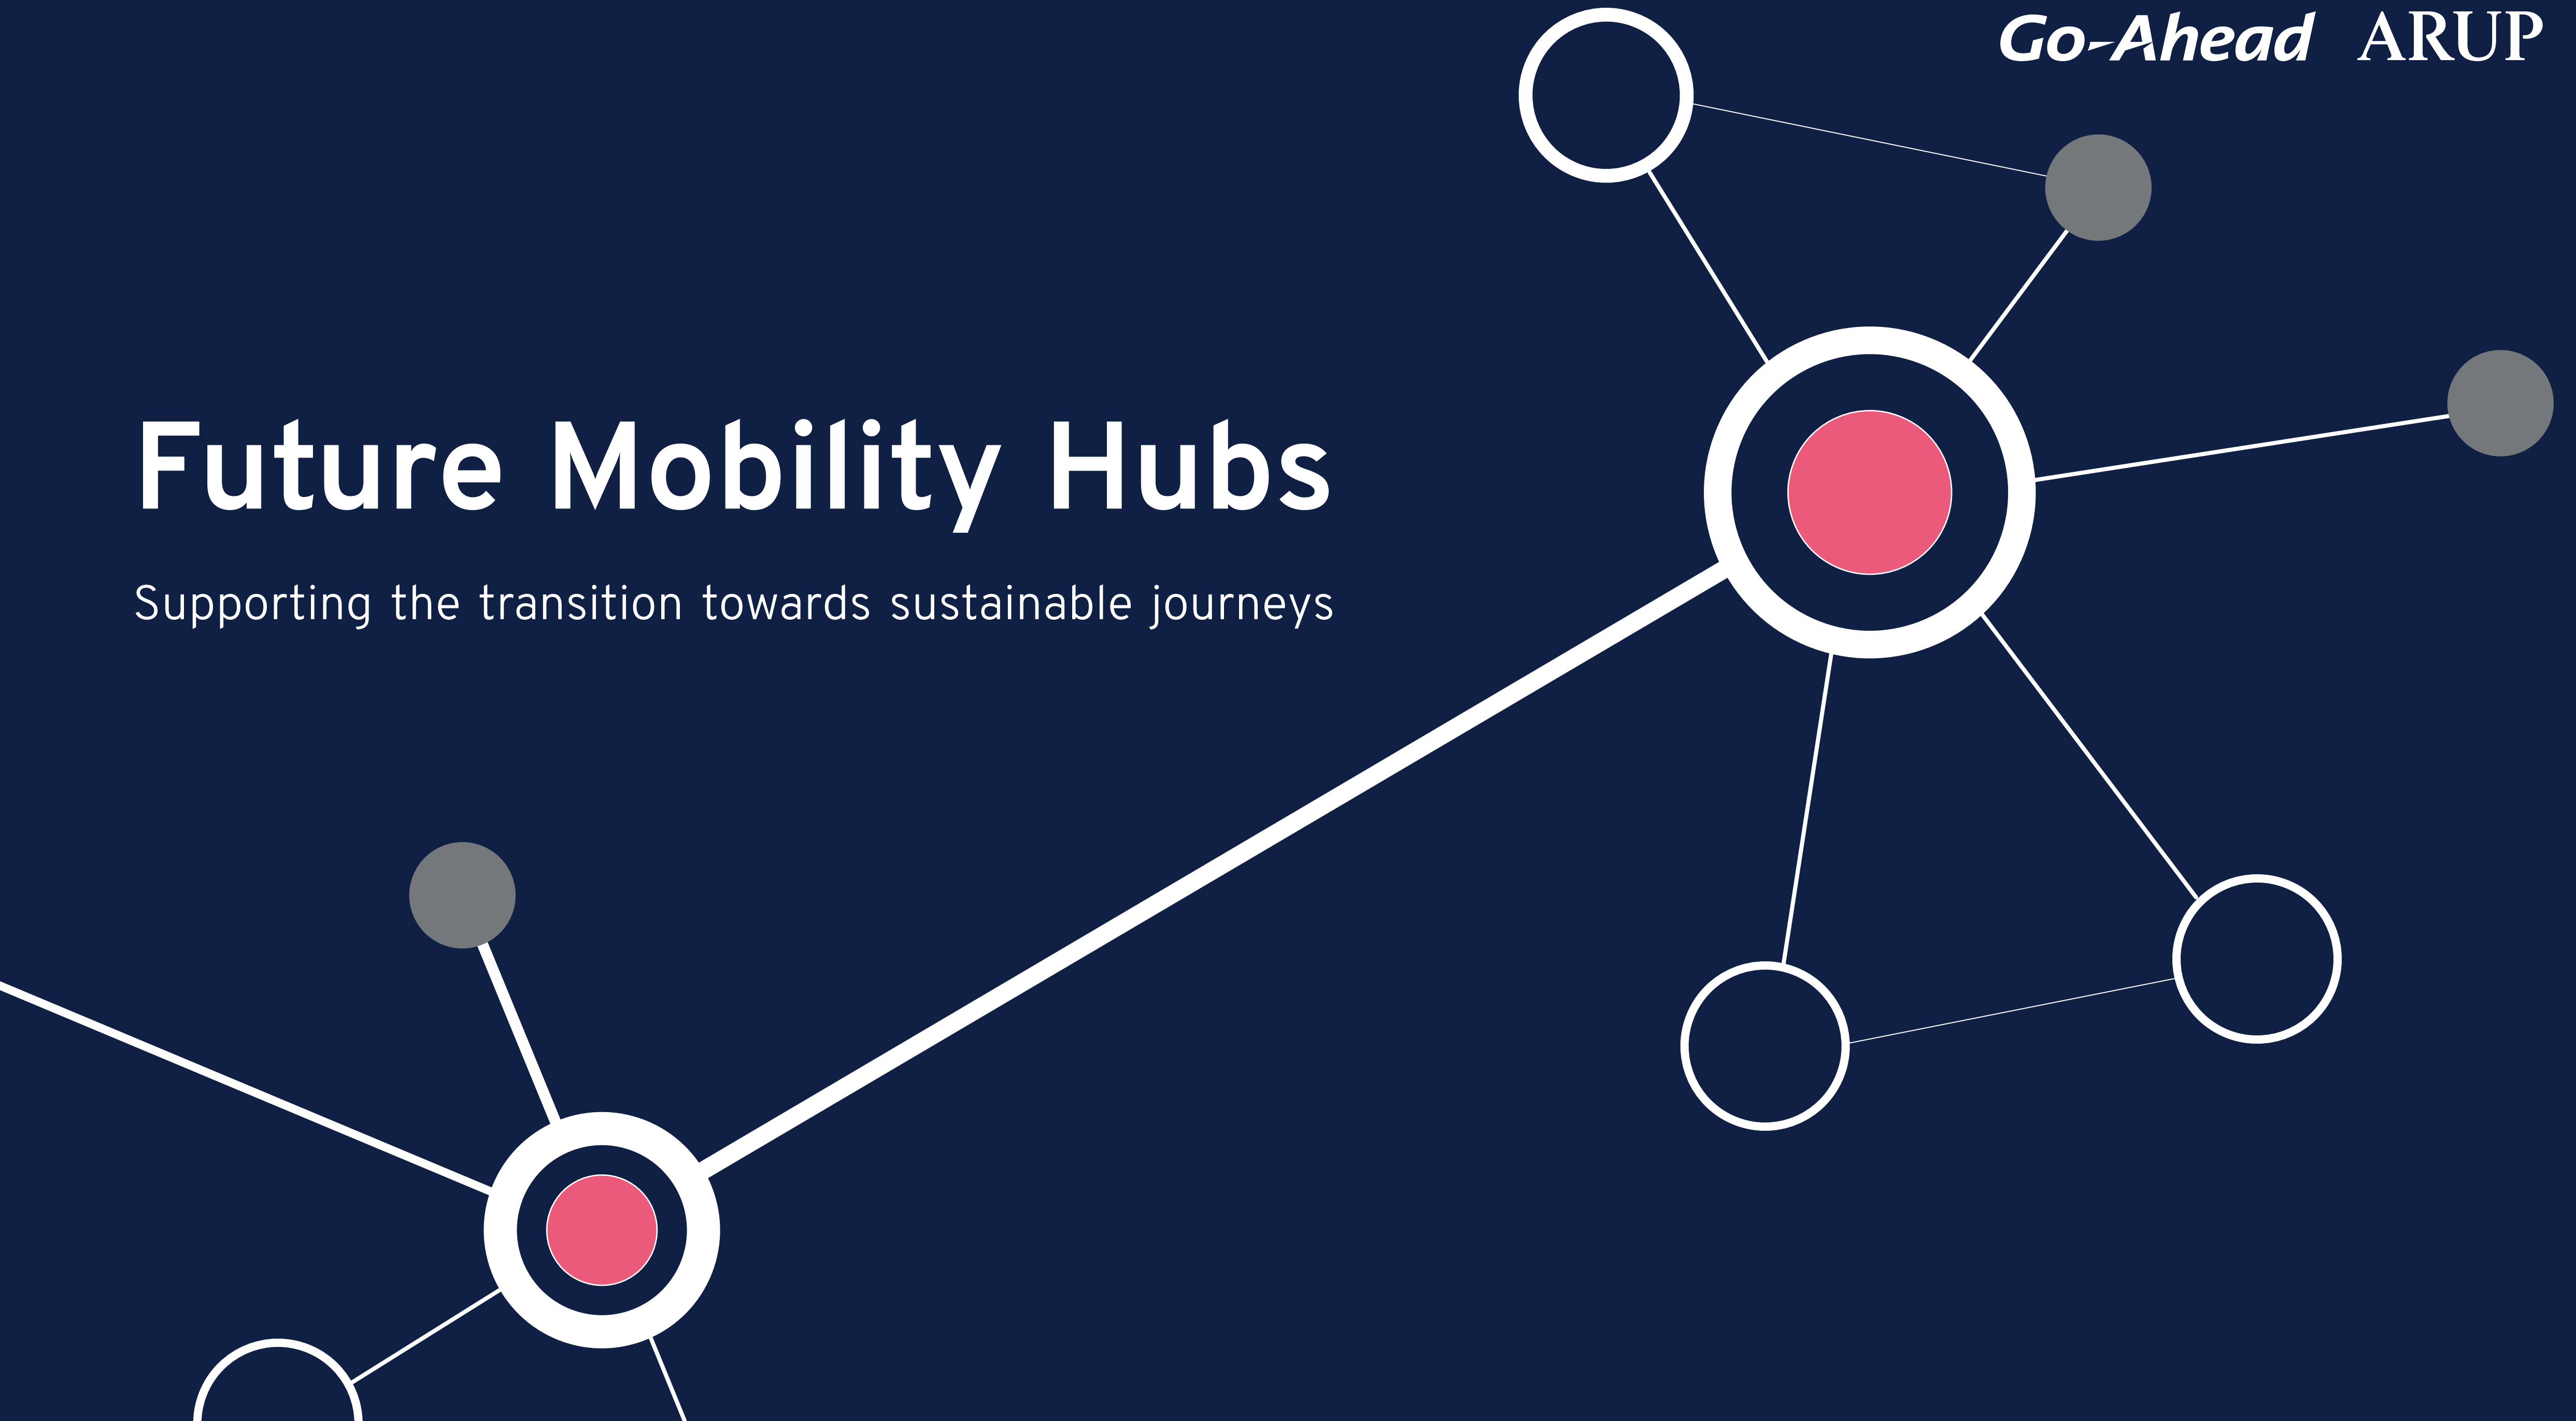 Go-Ahead ARUP
Future Mobility Hubs
Supporting the transition towards sustainable journeys